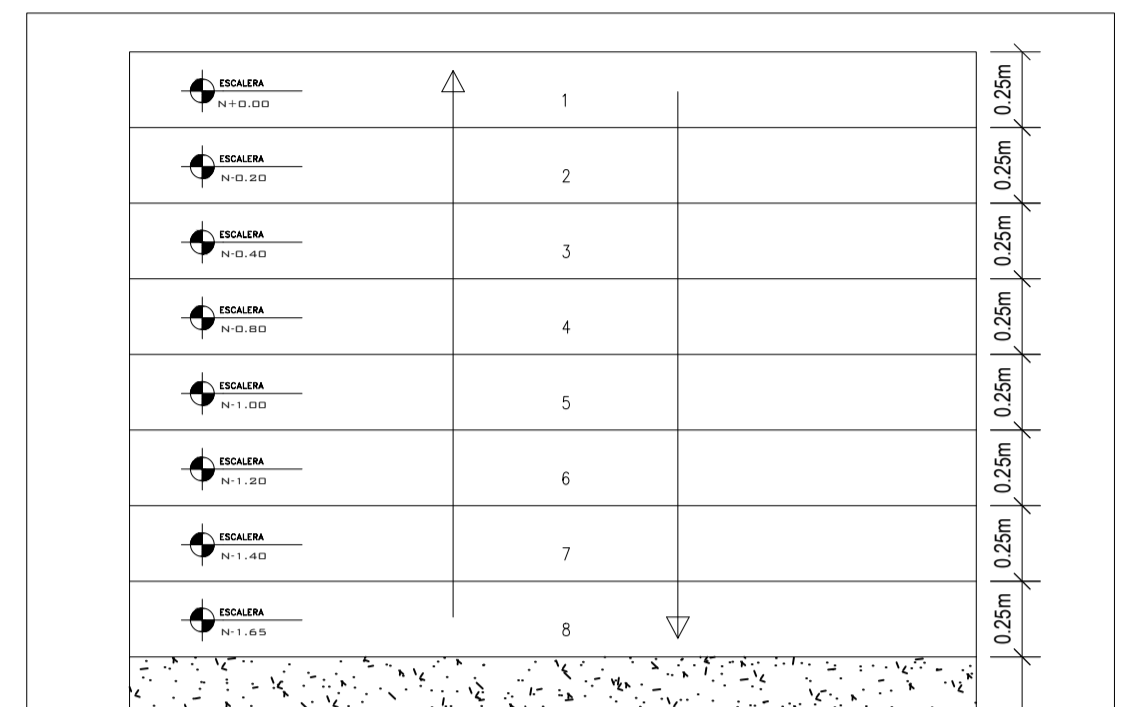 ESCALERA
N+0.00
1
0.25m
ESCALERA
N-0.20
2
0.25m
ESCALERA
N-0.40
3
0.25m
ESCALERA
N-0.80
4
0.25m
ESCALERA
N-1.00
5
0.25m
ESCALERA
N-1.20
6
0.25m
ESCALERA
N-1.40
7
0.25m
ESCALERA
N-1.65
8
0.25m